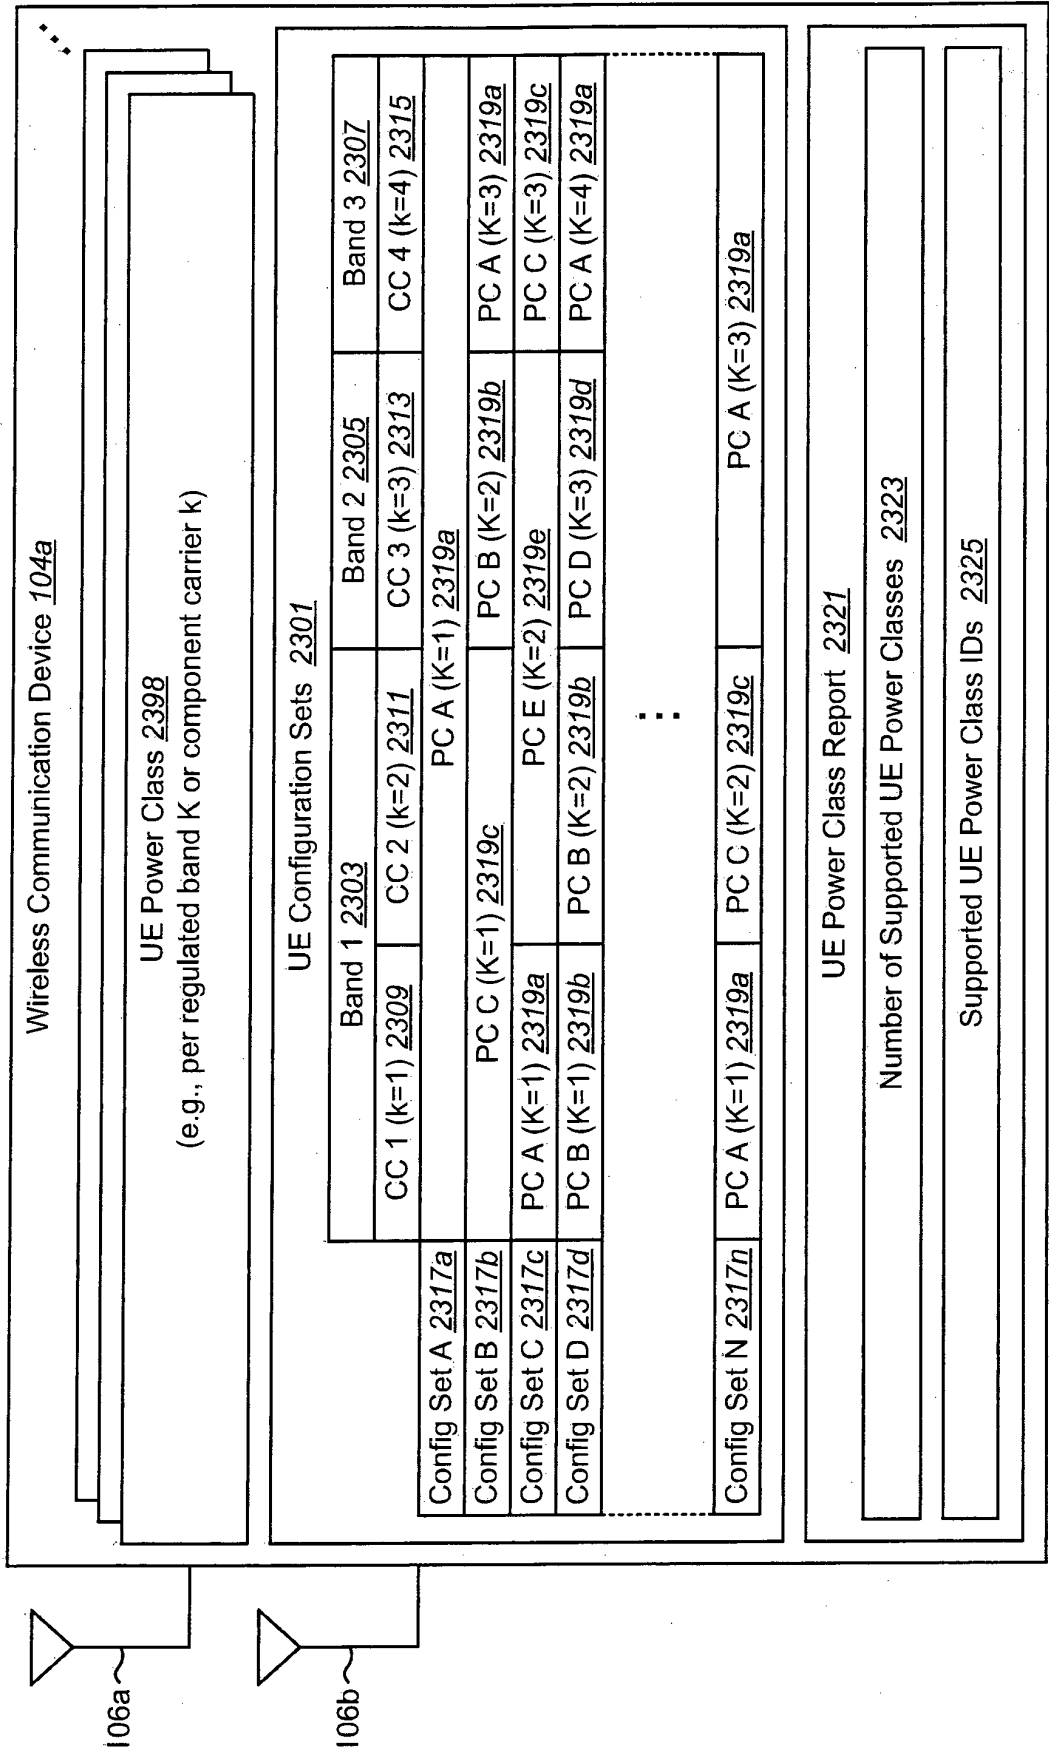 Wireless Communication Device 104a
UE Power Class 2398
(e.g., per regulated band K or component carrier k)
UE Configuration Sets 2301
Band 1 2303 Band 2 2305 Band 3 2307
CC 1 (k=1) 2309 CC 2 (k=2) 2311 CC 3 (k=3) 2313 CC 4 (k=4) 2315
Config Set A 2317a PC A (K=1) 2319a
Config Set B 2317b PC C (K=1) 2319c PC B (K=2) 2319b PC A (K=3) 2319a
Config Set C 2317c PC A (K=1) 2319a PC E (K=2) 2319e PC C (K=3) 2319c
Config Set D 2317d PC B (K=1) 2319b PC B (K=2) 2319b PC D (K=3) 2319d PC A (K=4) 2319a
Config Set N 2317n PC A (K=1) 2319a PC C (K=2) 2319c PC A (K=3) 2319a
UE Power Class Report 2321
Number of Supported UE Power Classes 2323
Supported UE Power Class IDs 2325
106a
106b